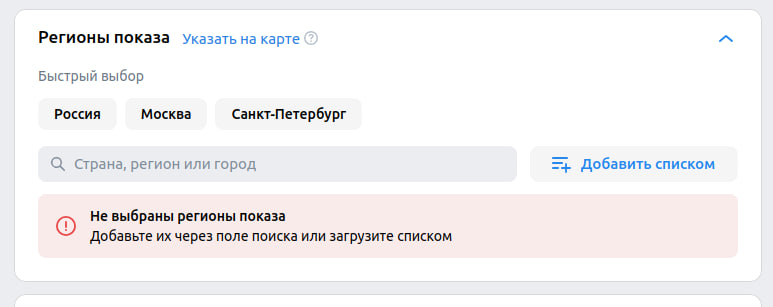 Регионы показа Указать на карте
Быстрый выбор
Россия Москва Санкт-Петербург
Страна, регион или город Добавить списком
Не выбраны регионы показа
Добавьте их через поле поиска или загрузите списком